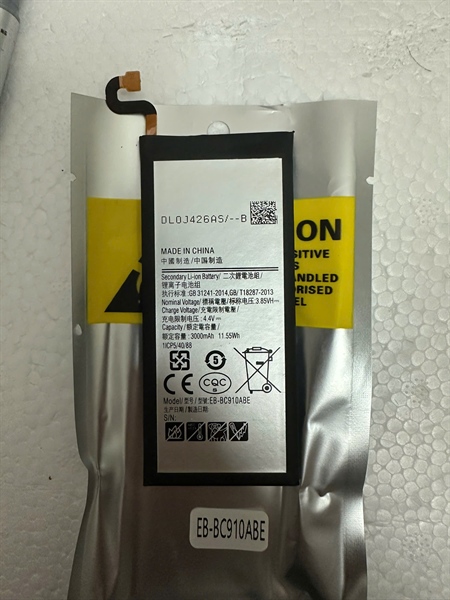 DL0J426AS/--B
MADE IN CHINA
中國制造/中国制造
Secondary Li-ion Battery/ 二次鋰電池組/
锂离子电池组/
执行标准:GB 31241-2014,GB/T18287-2013
Nominal Voltage/標稱電壓/标称电压: 3.85VH⎓
Charge Voltage/充電限制電壓/
充电限制电压: 4.4V⎓
Capacity/ 額定容量/
额定容量: 3000mAh 11.55Wh
1ICP5/40/88
5
CE
CQC
Model/型号/型號:EB-BC910ABE
生产日期/製造日期:
S/N:
ION
SITIVE
ES
ANDLED
ORISED
EL
EB-BC910ABE